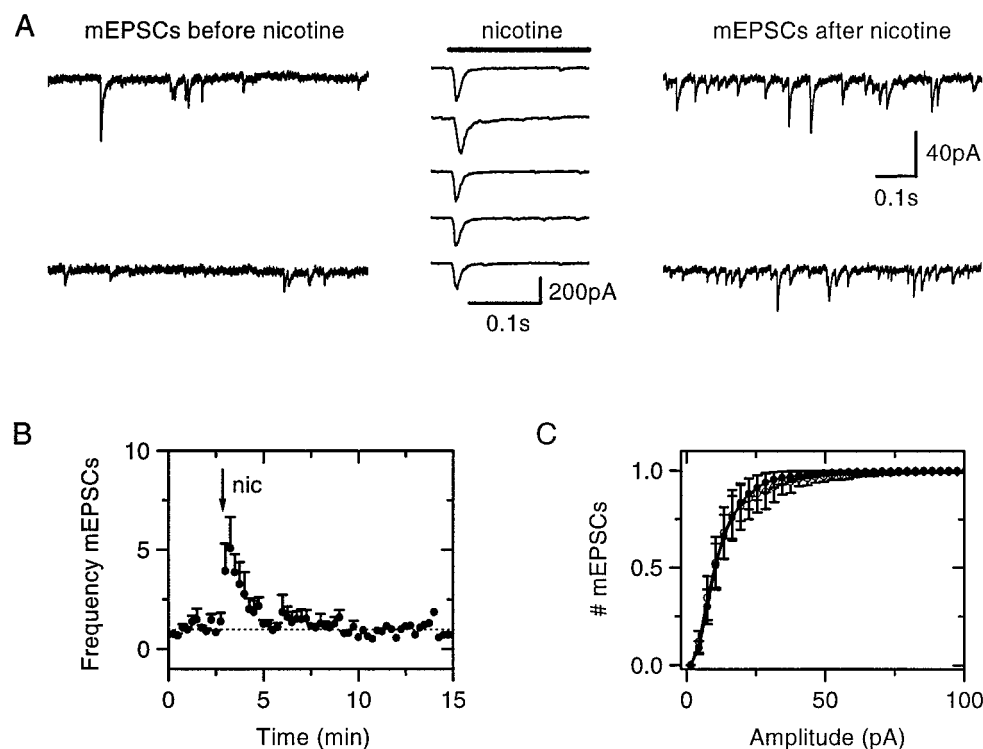 A
mEPSCs before nicotine
nicotine
mEPSCs after nicotine
40pA
0.1s
200pA
0.1s
B
Frequency mEPSCs
10
5
0
nic
0
5
10
15
Time (min)
C
# mEPSCs
1.0
0.5
0.0
0
50
100
Amplitude (pA)